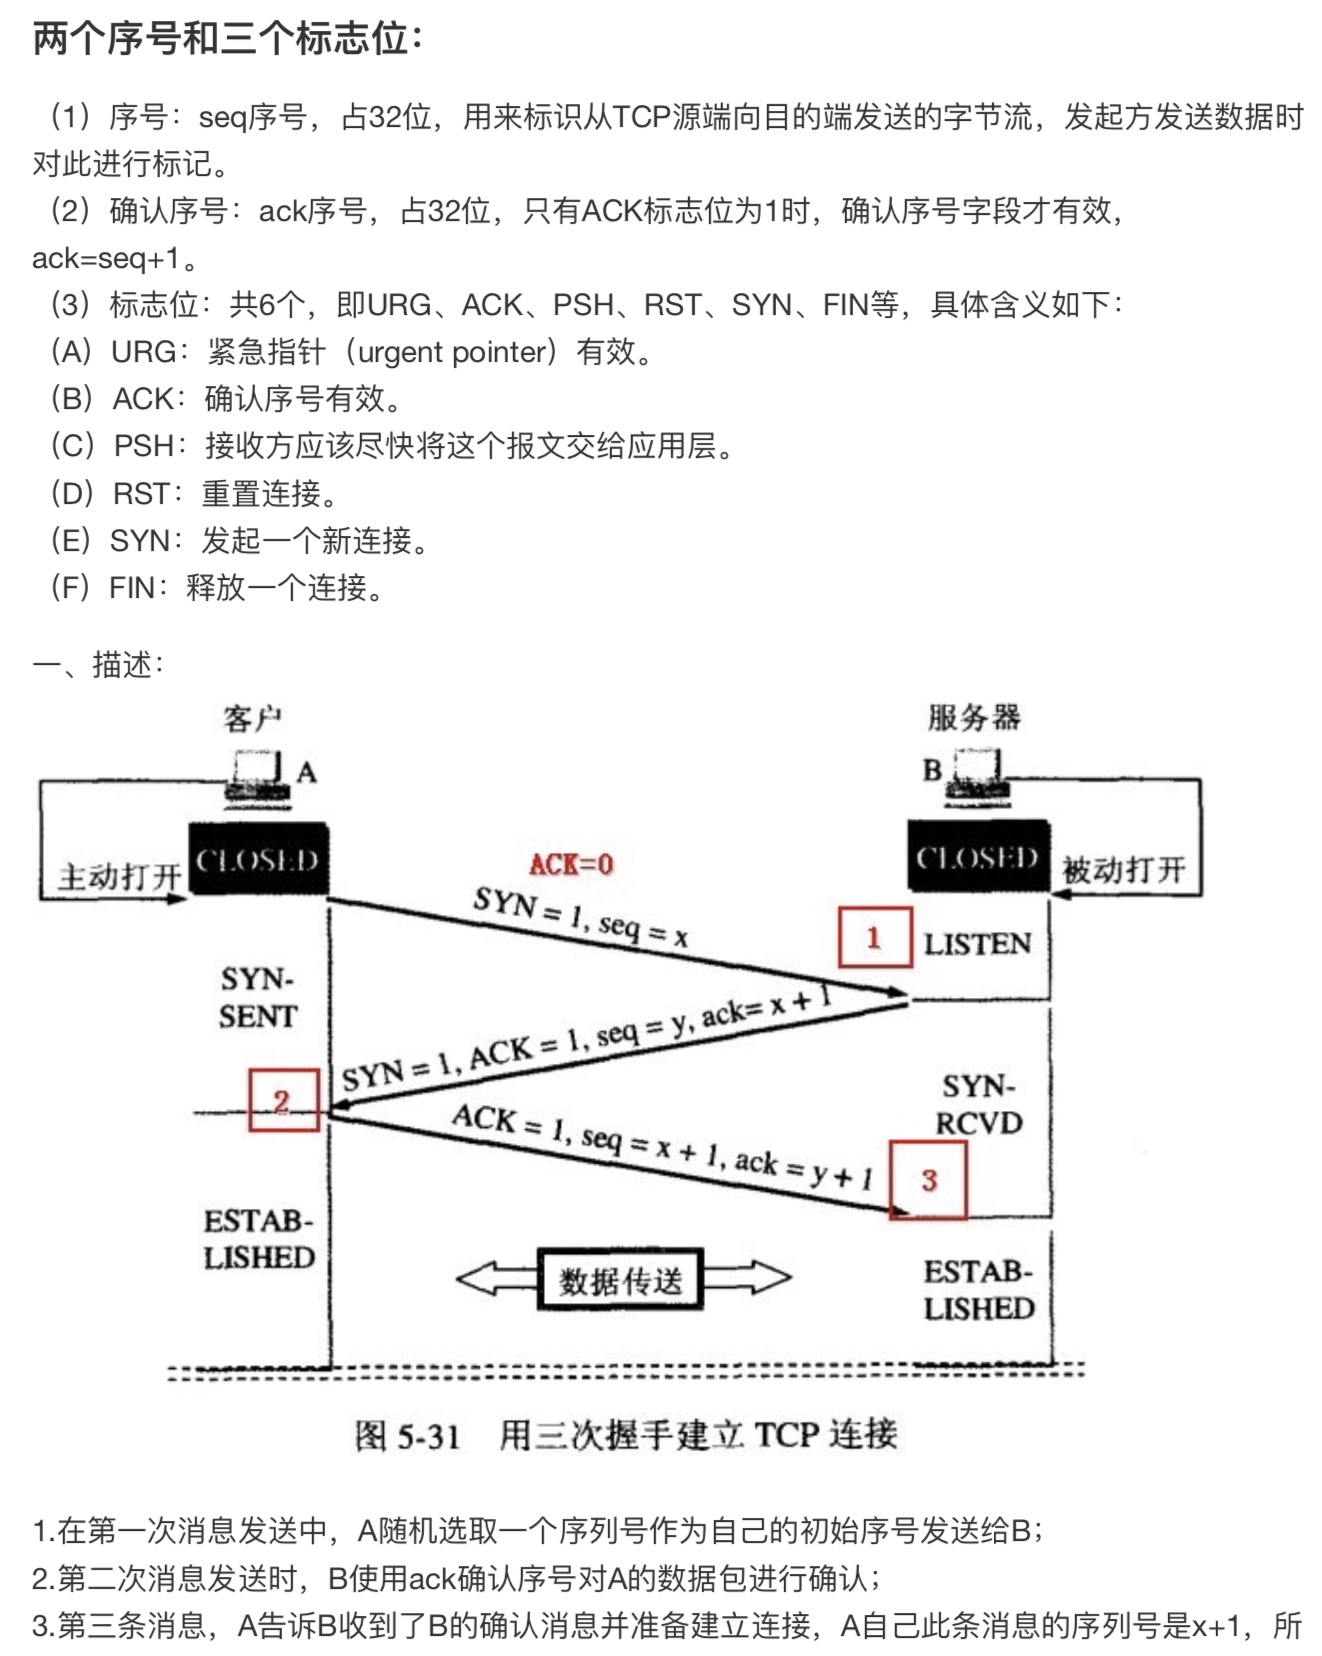 两个序号和三个标志位：
（1）序号：seq序号，占32位，用来标识从TCP源端向目的端发送的字节流，发起方发送数据时
对此进行标记。
（2）确认序号：ack序号，占32位，只有ACK标志位为1时，确认序号字段才有效，
ack=seq+1。
（3）标志位：共6个，即URG、ACK、PSH、RST、SYN、FIN等，具体含义如下：
（A）URG：紧急指针（urgent pointer）有效。
（B）ACK：确认序号有效。
（C）PSH：接收方应该尽快将这个报文交给应用层。
（D）RST：重置连接。
（E）SYN：发起一个新连接。
（F）FIN：释放一个连接。
一、描述：
客户
服务器
A
B
CLOSED
CLOSED
主动打开
被动打开
ACK=0
SYN = 1, seq = x
1
LISTEN
SYN-
SENT
SYN = 1, ACK = 1, seq = y, ack= x + 1
2
SYN-
RCVD
ACK = 1, seq = x + 1, ack = y + 1
3
ESTAB-
LISHED
数据传送
ESTAB-
LISHED
图 5-31 用三次握手建立 TCP 连接
1.在第一次消息发送中，A随机选取一个序列号作为自己的初始序号发送给B；
2.第二次消息发送时，B使用ack确认序号对A的数据包进行确认；
3.第三条消息，A告诉B收到了B的确认消息并准备建立连接，A自己此条消息的序列号是x+1，所